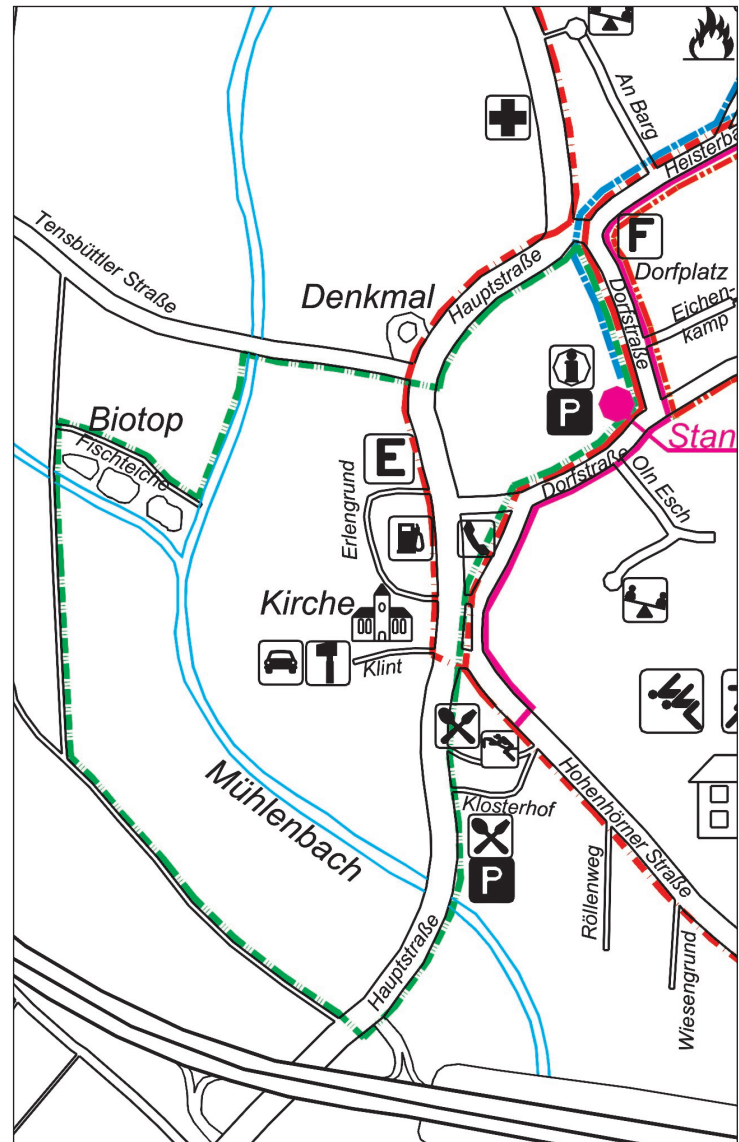 An Barg
Heisterba
F
Dorfplatz
Tensbüttler Straße
Denkmal
Hauptstraße
Dorfstraße
Eichen-
kamp
i
P
Biotop
Fischteiche
E
Stan
Dorfstraße
Oln Esch
Erlengrund
Kirche
Klint
Mühlenbach
Klosterhof
Hohenhörner Straße
P
Röllenweg
Hauptstraße
Wiesengrund